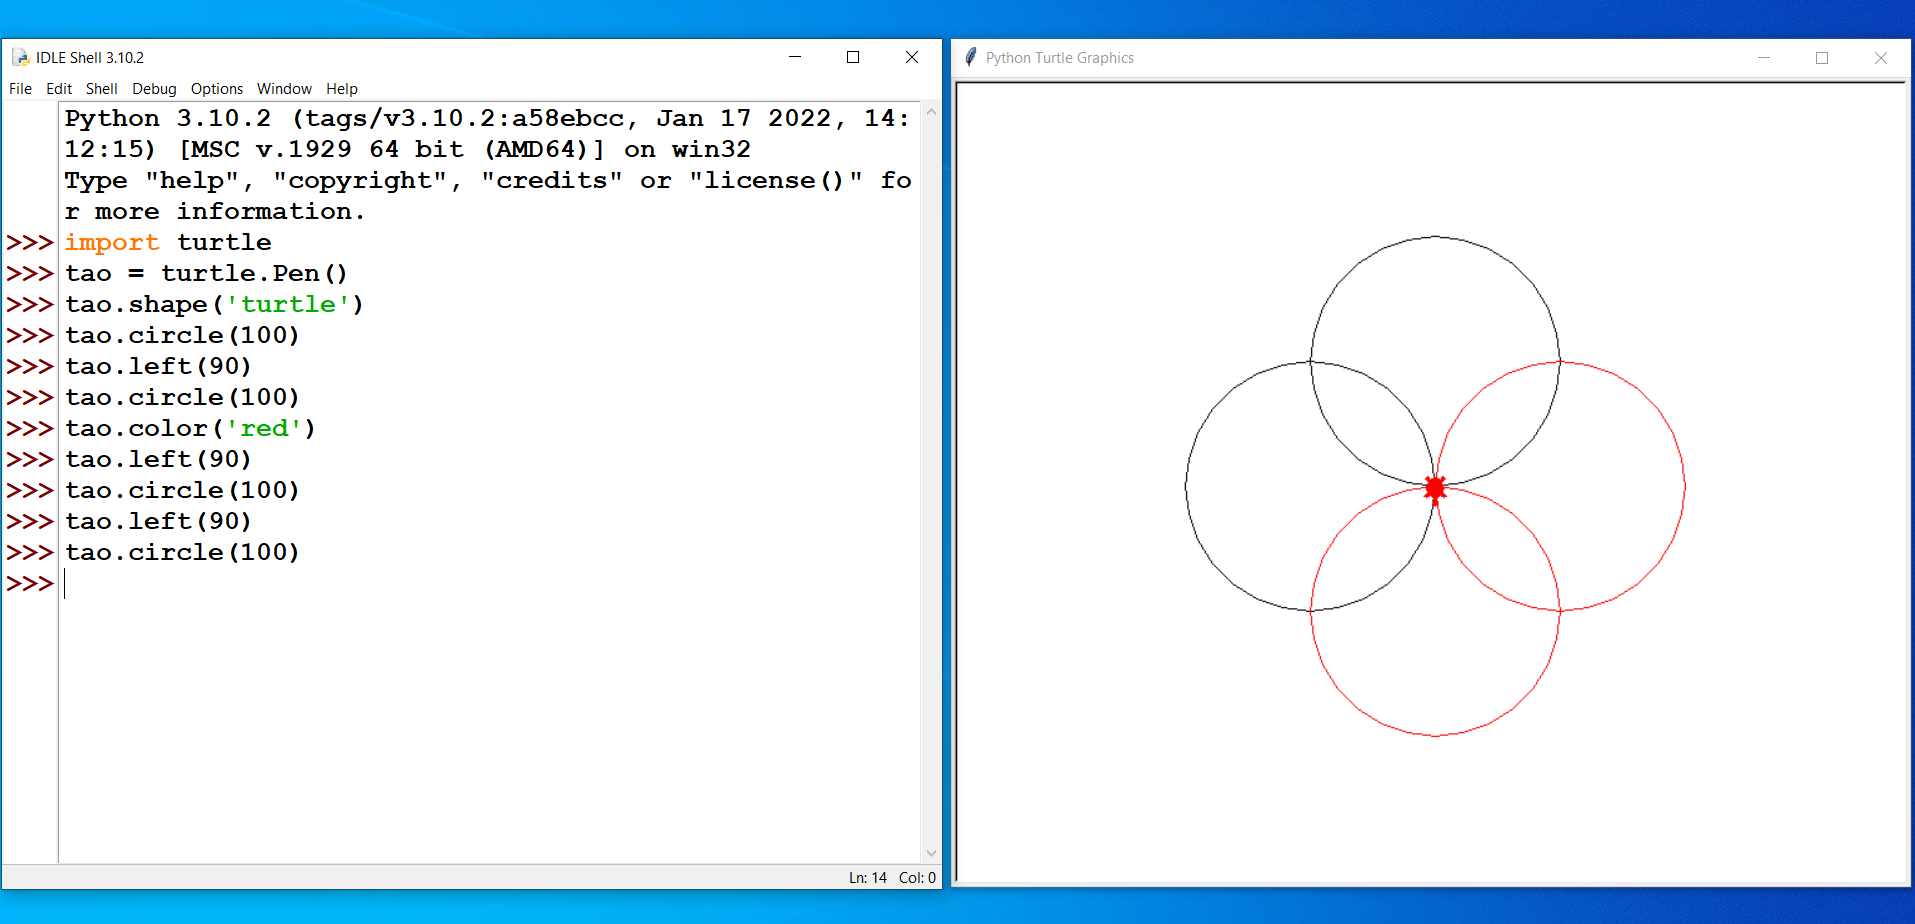 IDLE Shell 3.10.2
File Edit Shell Debug Options Window Help
Python 3.10.2 (tags/v3.10.2:a58ebcc, Jan 17 2022, 14:
12:15) [MSC v.1929 64 bit (AMD64)] on win32
Type "help", "copyright", "credits" or "license()" fo
r more information.
>>> import turtle
>>> tao = turtle.Pen()
>>> tao.shape('turtle')
>>> tao.circle(100)
>>> tao.left(90)
>>> tao.circle(100)
>>> tao.color('red')
>>> tao.left(90)
>>> tao.circle(100)
>>> tao.left(90)
>>> tao.circle(100)
>>>
Ln: 14 Col: 0
Python Turtle Graphics